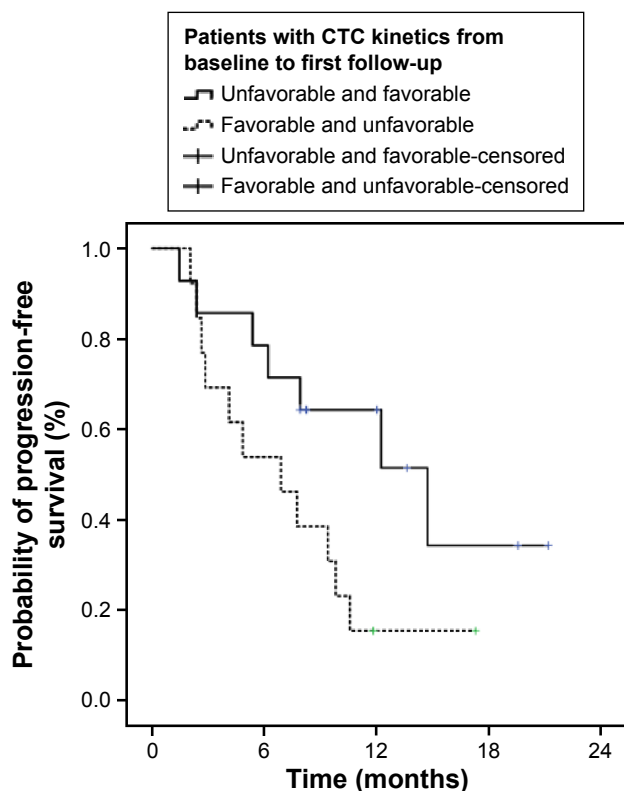 Patients with CTC kinetics from
baseline to first follow-up
Unfavorable and favorable
Favorable and unfavorable
Unfavorable and favorable-censored
Favorable and unfavorable-censored
Probability of progression-free
survival (%)
1.0
0.8
0.6
0.4
0.2
0.0
0 6 12 18 24
Time (months)